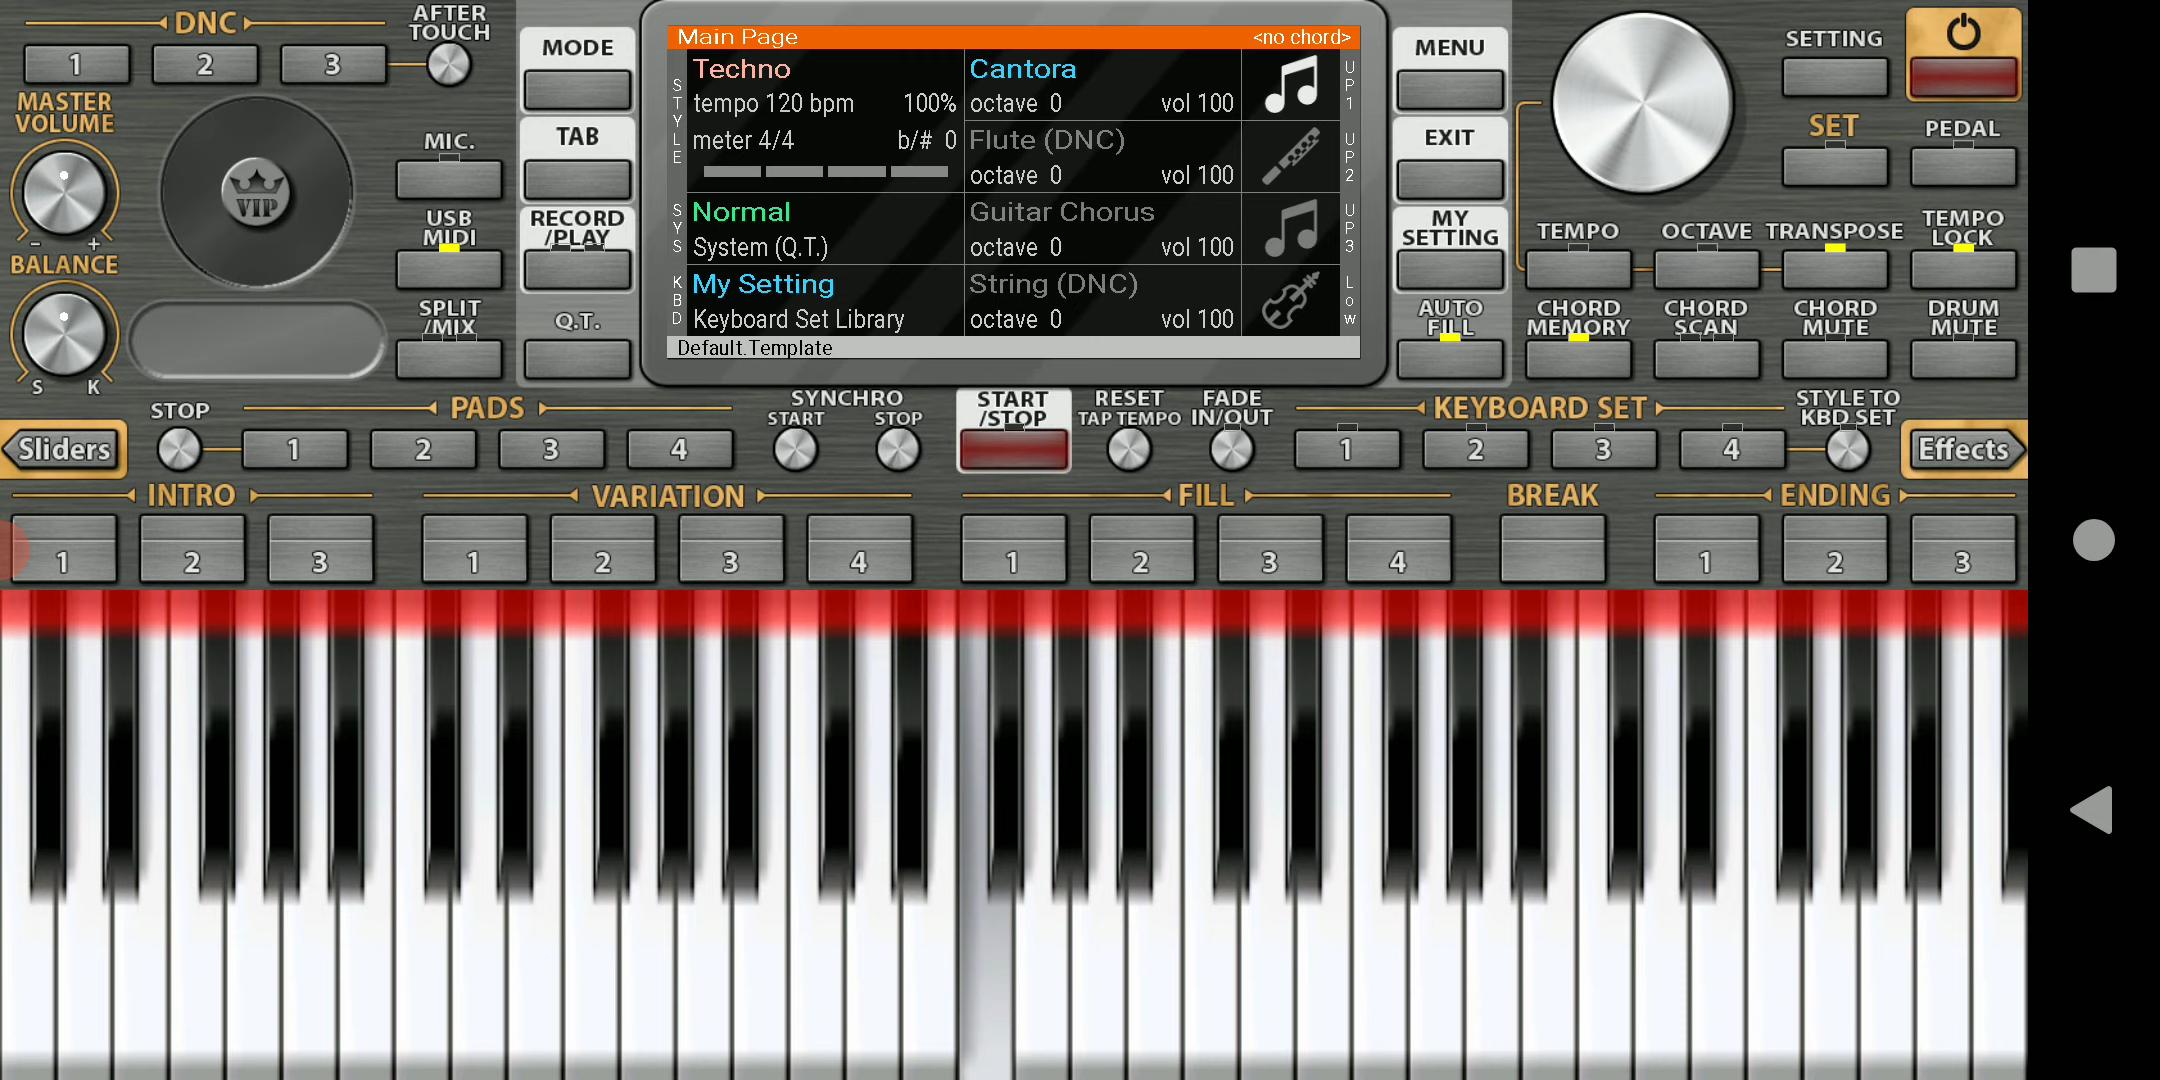 DNC
AFTER
TOUCH
1
2
3
MASTER
VOLUME
- +
BALANCE
S K
VIP
MIC.
USB
MIDI
SPLIT
/MIX
MODE
TAB
RECORD
/PLAY
Q.T.
Main Page <no chord>
STYLE
Techno
tempo 120 bpm 100%
meter 4/4 b/# 0
SYS
Normal
System (Q.T.)
KBD
My Setting
Keyboard Set Library
Cantora
octave 0 vol 100
UP1
Flute (DNC)
octave 0 vol 100
UP2
Guitar Chorus
octave 0 vol 100
UP3
String (DNC)
octave 0 vol 100
Low
Default.Template
MENU
EXIT
MY
SETTING
AUTO
FILL
SETTING
SET
PEDAL
TEMPO
OCTAVE
TRANSPOSE
TEMPO
LOCK
CHORD
MEMORY
CHORD
SCAN
CHORD
MUTE
DRUM
MUTE
Sliders
STOP
PADS
1
2
3
4
SYNCHRO
START
STOP
START
/STOP
RESET
TAP TEMPO
FADE
IN/OUT
KEYBOARD SET
1
2
3
4
STYLE TO
KBD SET
Effects
INTRO
1
2
3
VARIATION
1
2
3
4
FILL
1
2
3
4
BREAK
ENDING
1
2
3